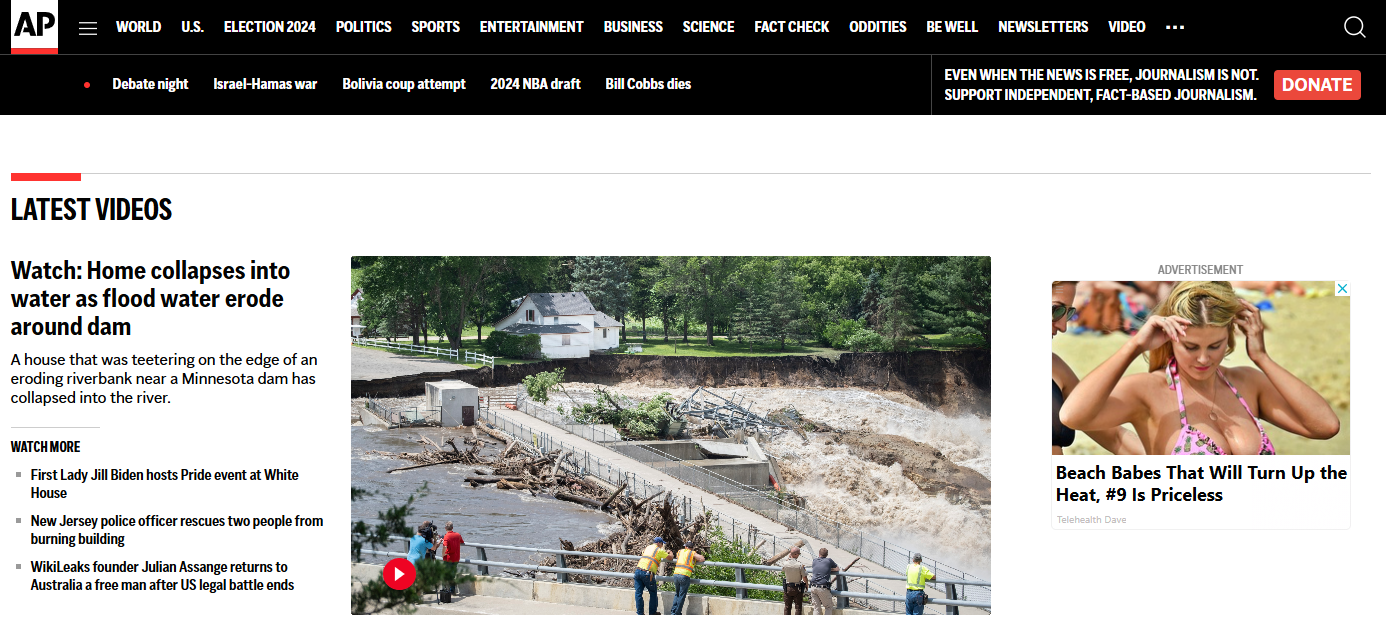 AP
WORLD U.S. ELECTION 2024 POLITICS SPORTS ENTERTAINMENT BUSINESS SCIENCE FACT CHECK ODDITIES BE WELL NEWSLETTERS VIDEO ...
Debate night Israel-Hamas war Bolivia coup attempt 2024 NBA draft Bill Cobbs dies
EVEN WHEN THE NEWS IS FREE, JOURNALISM IS NOT.
SUPPORT INDEPENDENT, FACT-BASED JOURNALISM.
DONATE
LATEST VIDEOS
Watch: Home collapses into
water as flood water erode
around dam
A house that was teetering on the edge of an
eroding riverbank near a Minnesota dam has
collapsed into the river.
WATCH MORE
First Lady Jill Biden hosts Pride event at White
House
New Jersey police officer rescues two people from
burning building
WikiLeaks founder Julian Assange returns to
Australia a free man after US legal battle ends
ADVERTISEMENT
Beach Babes That Will Turn Up the
Heat, #9 Is Priceless
Telehealth Dave